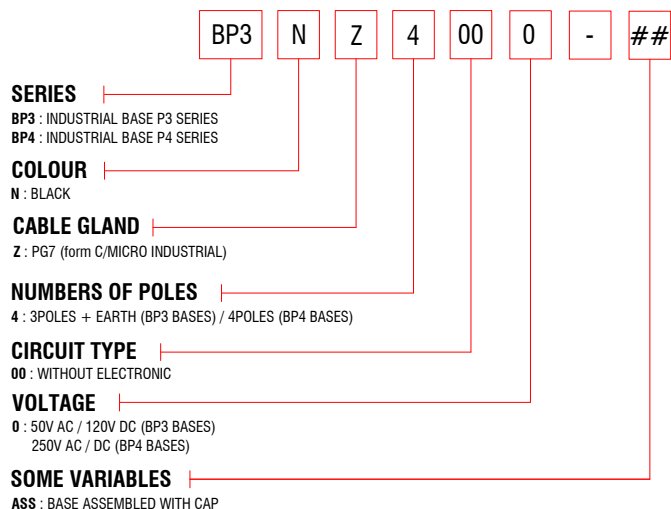 BP3 N Z 4 00 0 - ##
SERIES
BP3 : INDUSTRIAL BASE P3 SERIES
BP4 : INDUSTRIAL BASE P4 SERIES
COLOUR
N : BLACK
CABLE GLAND
Z : PG7 (form C/MICRO INDUSTRIAL)
NUMBERS OF POLES
4 : 3POLES + EARTH (BP3 BASES) / 4POLES (BP4 BASES)
CIRCUIT TYPE
00 : WITHOUT ELECTRONIC
VOLTAGE
0 : 50V AC / 120V DC (BP3 BASES)
250V AC / DC (BP4 BASES)
SOME VARIABLES
ASS : BASE ASSEMBLED WITH CAP